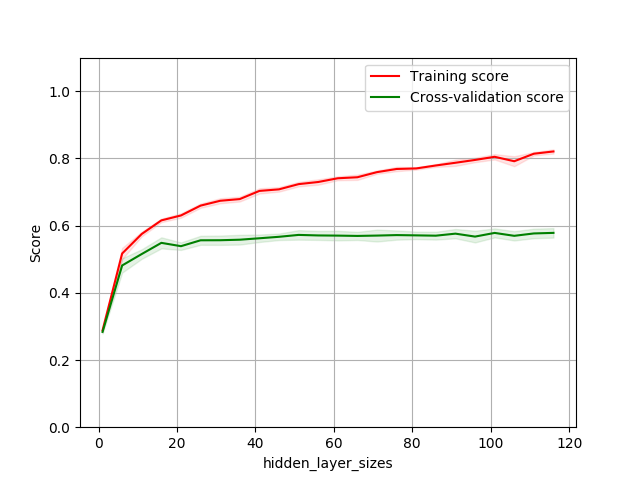 Training score
Cross-validation score
1.0
0.8
0.6
0.4
0.2
0.0
Score
0 20 40 60 80 100 120
hidden_layer_sizes